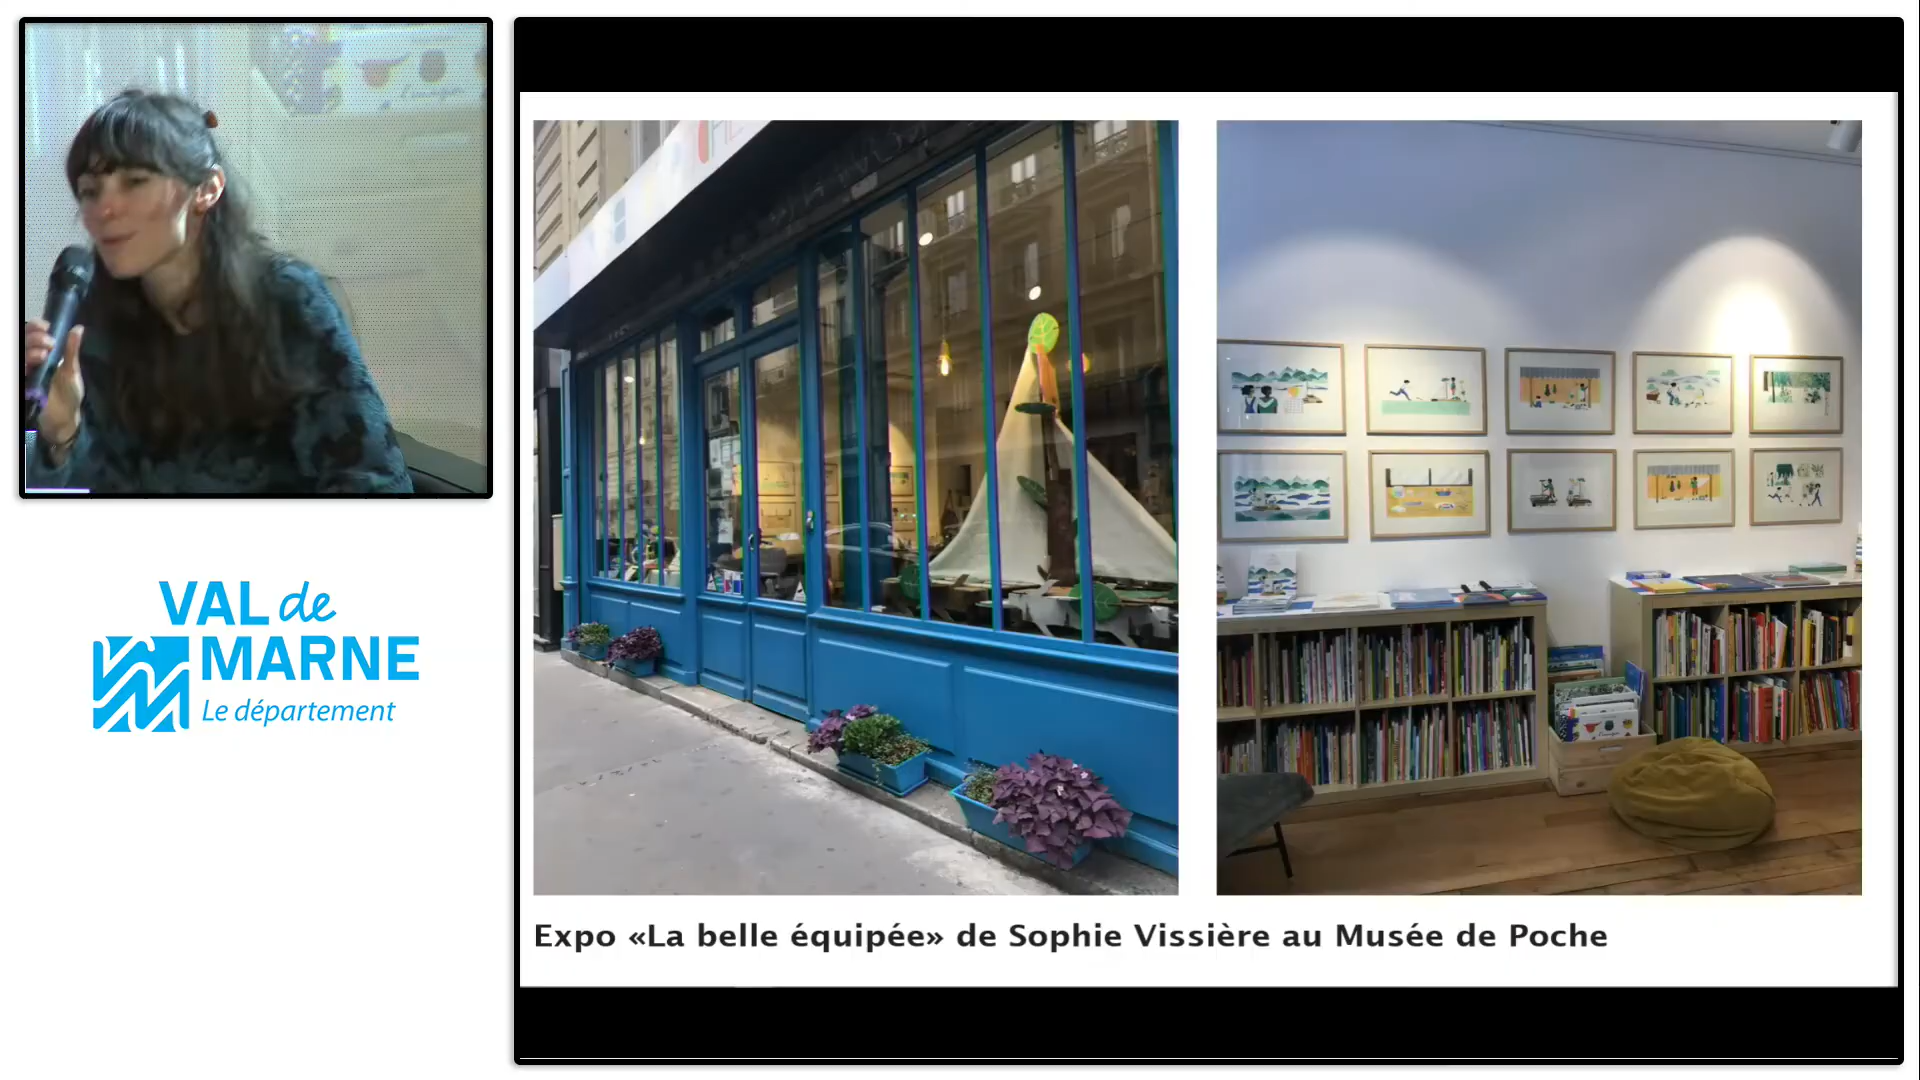 VAL de
MARNE
Le département
Expo «La belle équipée» de Sophie Vissière au Musée de Poche